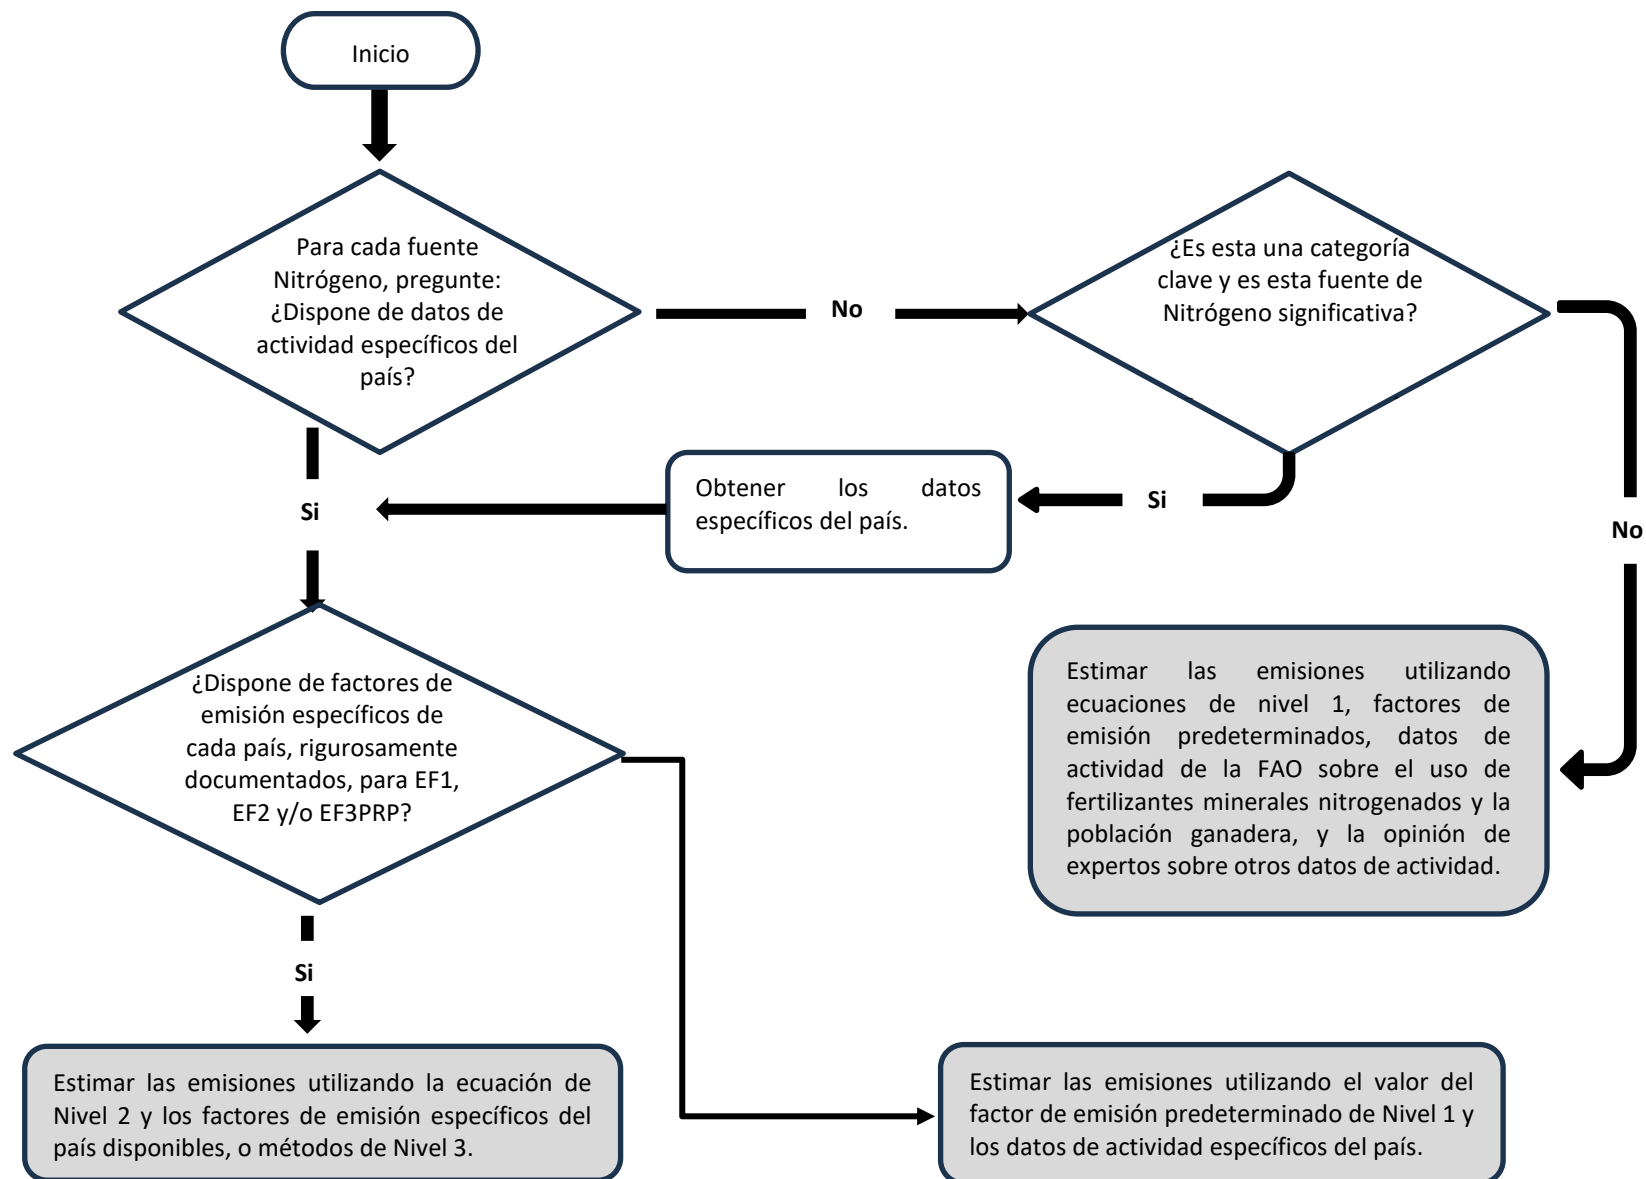 Inicio
Para cada fuente
Nitrógeno, pregunte:
¿Dispone de datos de
actividad específicos del
país?
No
¿Es esta una categoría
clave y es esta fuente de
Nitrógeno significativa?
Si
Obtener los datos
específicos del país.
Si
No
¿Dispone de factores de
emisión específicos de
cada país, rigurosamente
documentados, para EF1,
EF2 y/o EF3PRP?
Estimar las emisiones utilizando
ecuaciones de nivel 1, factores de
emisión predeterminados, datos de
actividad de la FAO sobre el uso de
fertilizantes minerales nitrogenados y la
población ganadera, y la opinión de
expertos sobre otros datos de actividad.
Si
Estimar las emisiones utilizando la ecuación de
Nivel 2 y los factores de emisión específicos del
país disponibles, o métodos de Nivel 3.
Estimar las emisiones utilizando el valor del
factor de emisión predeterminado de Nivel 1 y
los datos de actividad específicos del país.